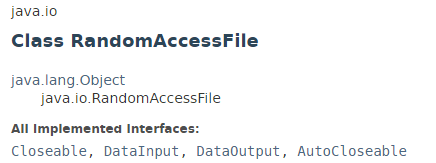 java.io
Class RandomAccessFile
java.lang.Object
java.io.RandomAccessFile
All Implemented Interfaces:
Closeable, DataInput, DataOutput, AutoCloseable